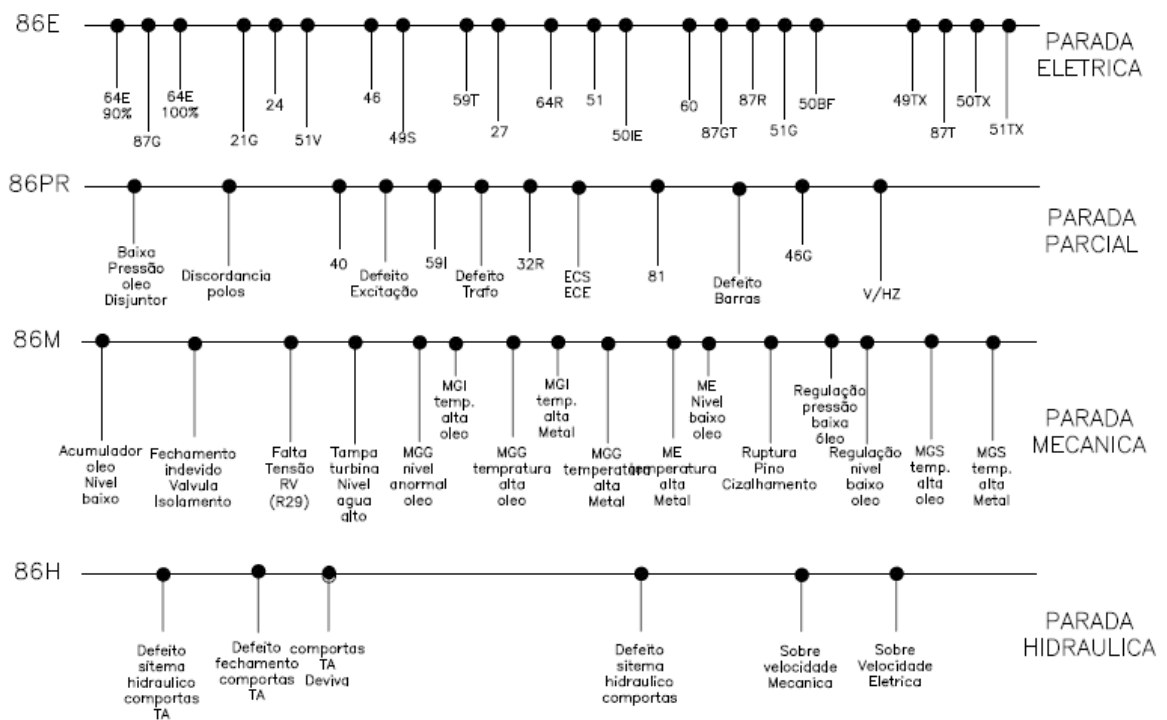 86E
PARADA
ELETRICA
64E
90%
87G
64E
100%
21G
24
51V
46
49S
59T
27
64R
51
50IE
60
87GT
87R
51G
50BF
49TX
87T
50TX
51TX
86PR
PARADA
PARCIAL
Baixa
Pressão
oleo
Disjuntor
Discordancia
polos
40
Defeito
Excitação
59I
Defeito
Trafo
32R
ECS
ECE
81
Defeito
Barras
46G
V/HZ
86M
PARADA
MECANICA
Acumulador
oleo
Nivel
baixo
Fechamento
indevido
Valvula
Isolamento
Falta
Tensão
RV
(R29)
Tampa
turbina
Nivel
agua
alto
MGG
nivel
anormal
oleo
MGI
temp.
alta
oleo
MGG
tempratura
alta
oleo
MGI
temp.
alta
Metal
MGG
temperatura
alta
Metal
ME
temperatura
alta
Metal
ME
Nivel
baixo
oleo
Ruptura
Pino
Cizalhamento
Regulação
pressão
baixa
óleo
Regulação
nivel
baixo
oleo
MGS
temp.
alta
oleo
MGS
temp.
alta
Metal
86H
PARADA
HIDRAULICA
Defeito
sítema
hidraulico
comportas
TA
Defeito
fechamento
comportas
TA
comportas
TA
Deviva
Defeito
sitema
hidraulico
comportas
Sobre
velocidade
Mecanica
Sobre
Velocidade
Eletrica